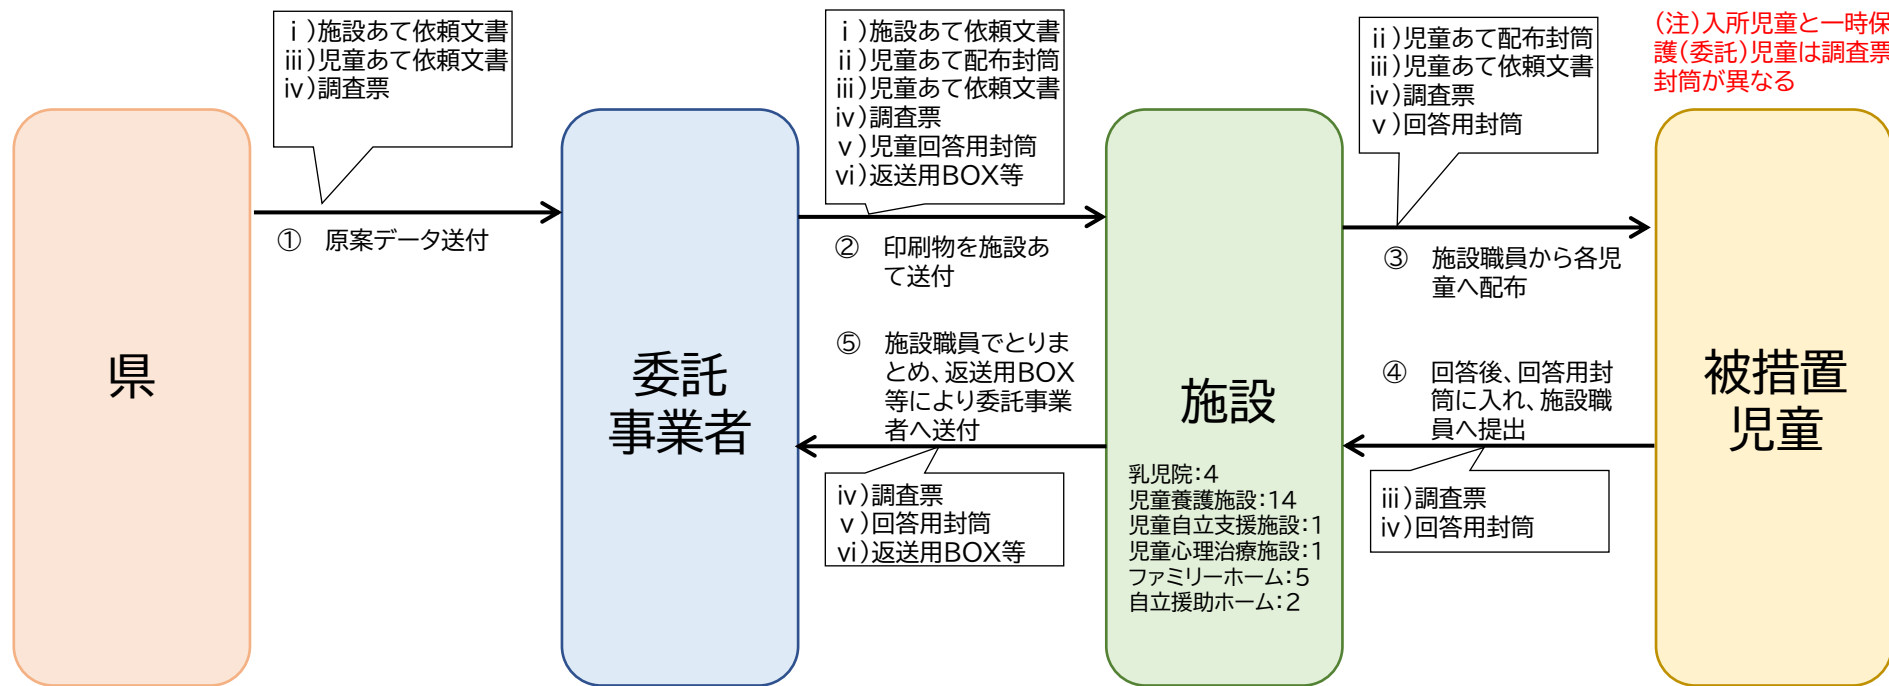 ⅰ)施設あて依頼文書
ⅲ)児童あて依頼文書
ⅳ)調査票
ⅰ)施設あて依頼文書
ⅱ)児童あて配布封筒
ⅲ)児童あて依頼文書
ⅳ)調査票
ⅴ)児童回答用封筒
ⅵ)返送用BOX等
ⅱ)児童あて配布封筒
ⅲ)児童あて依頼文書
ⅳ)調査票
ⅴ)回答用封筒
(注)入所児童と一時保
護(委託)児童は調査票
封筒が異なる
① 原案データ送付
② 印刷物を施設あ
て送付
③ 施設職員から各児
童へ配布
県
委託
事業者
施設
被措置
児童
⑤ 施設職員でとりま
とめ、返送用BOX
等により委託事業
者へ送付
④ 回答後、回答用封
筒に入れ、施設職
員へ提出
ⅳ)調査票
ⅴ)回答用封筒
ⅵ)返送用BOX等
乳児院:4
児童養護施設:14
児童自立支援施設:1
児童心理治療施設:1
ファミリーホーム:5
自立援助ホーム:2
ⅲ)調査票
ⅳ)回答用封筒